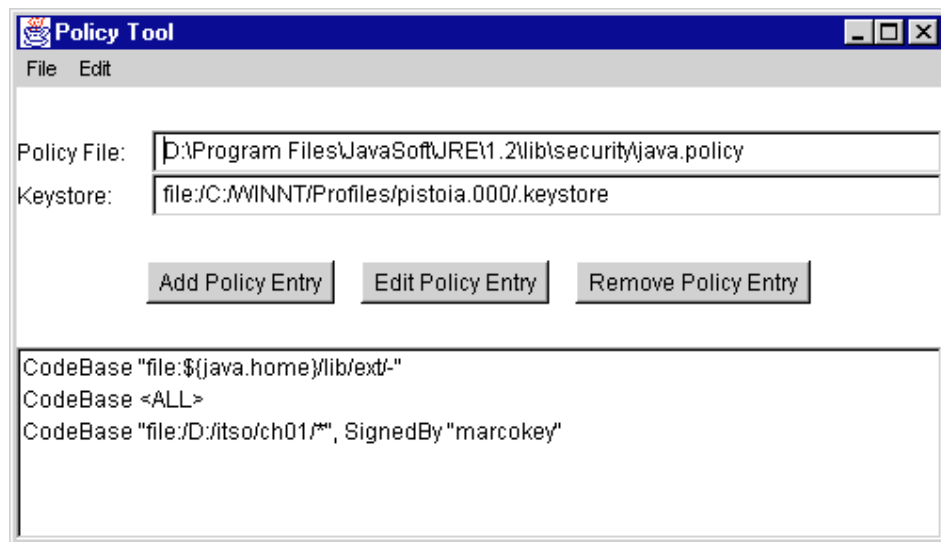 Policy Tool
File Edit
Policy File: D:\Program Files\JavaSoft\JRE\1.2\lib\security\java.policy
Keystore: file:/C:/WINNT/Profiles/pistoia.000/.keystore
Add Policy Entry Edit Policy Entry Remove Policy Entry
CodeBase "file:${java.home}/lib/ext/-"
CodeBase <ALL>
CodeBase "file:/D:/itso/ch01/*", SignedBy "marcokey"